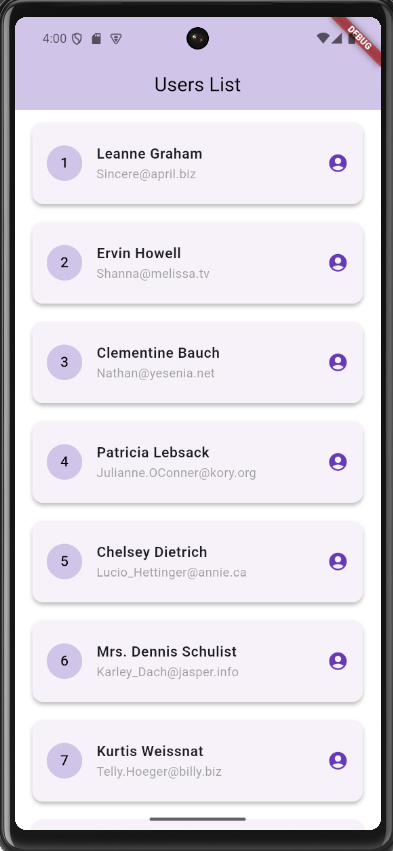 4:00
DEBUG
Users List
1
Leanne Graham
Sincere@april.biz
2
Ervin Howell
Shanna@melissa.tv
3
Clementine Bauch
Nathan@yesenia.net
4
Patricia Lebsack
Julianne.OConner@kory.org
5
Chelsey Dietrich
Lucio_Hettinger@annie.ca
6
Mrs. Dennis Schulist
Karley_Dach@jasper.info
7
Kurtis Weissnat
Telly.Hoeger@billy.biz